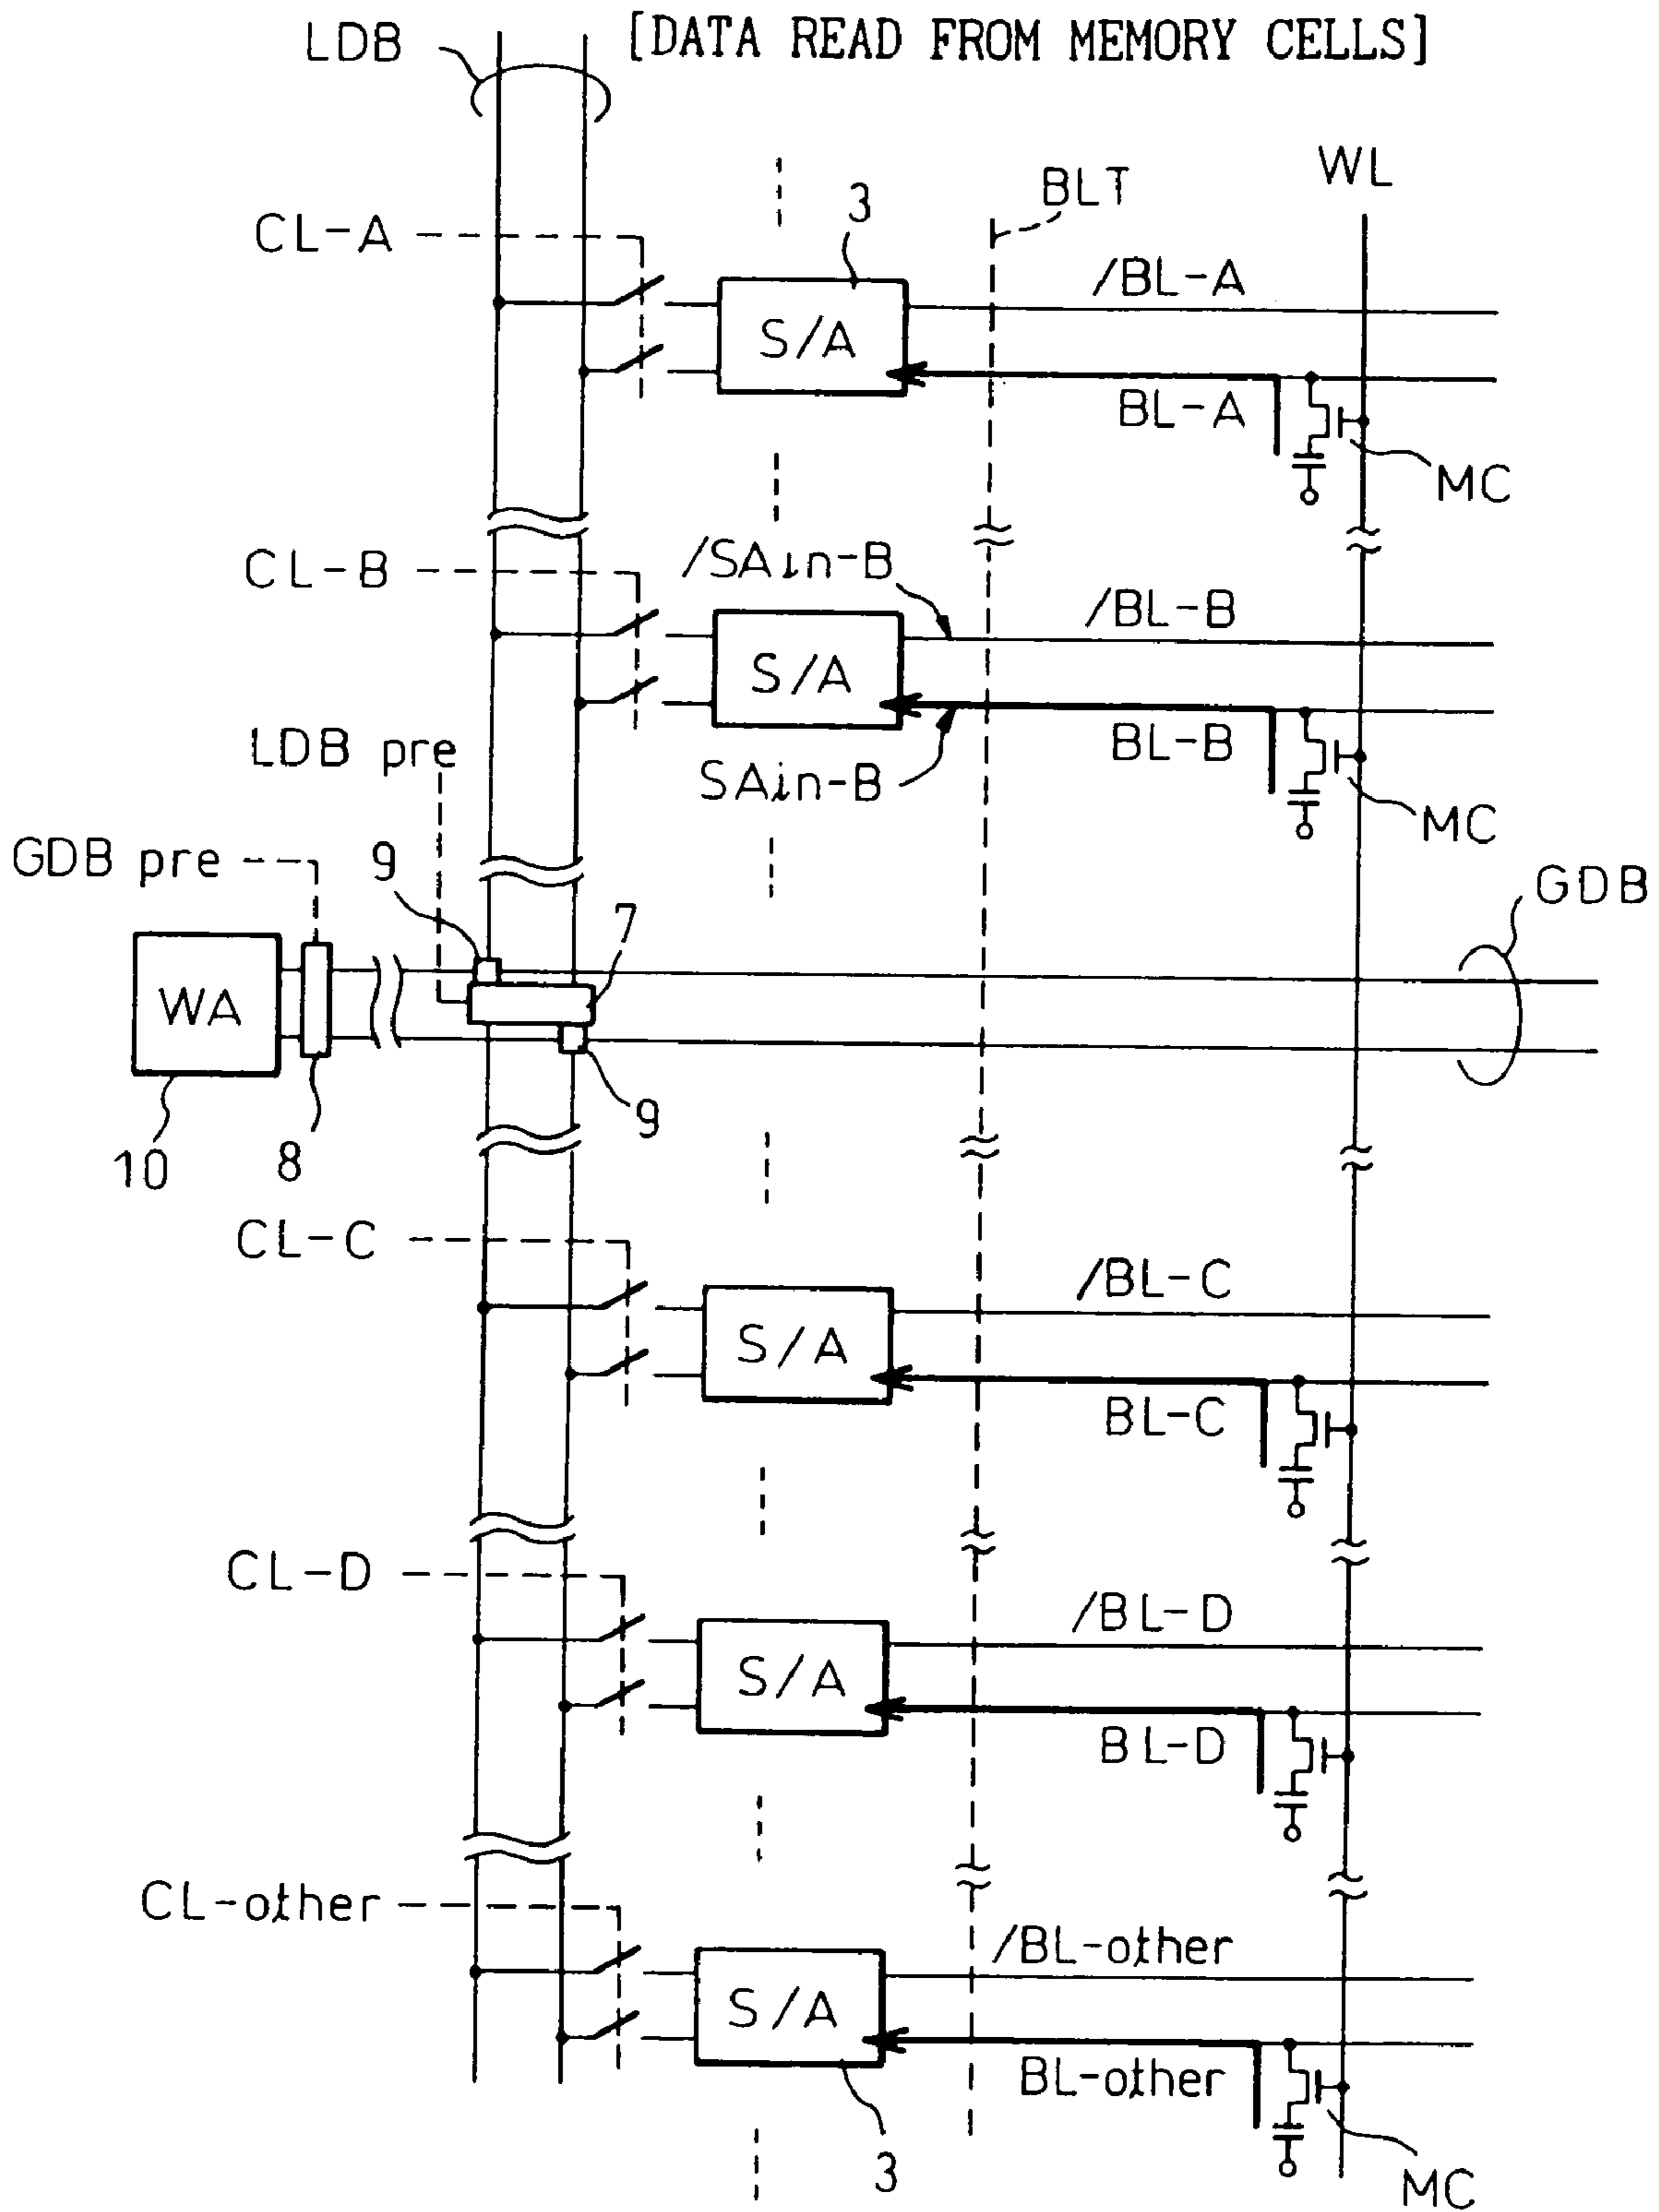 LDB
[DATA READ FROM MEMORY CELLS]
WL
BLT
3
CL-A
/BL-A
S/A
BL-A
MC
CL-B
/SAin-B
/BL-B
S/A
BL-B
LDB pre
SAin-B
MC
GDB pre
9
GDB
7
WA
9
10
8
CL-C
/BL-C
S/A
BL-C
CL-D
/BL-D
S/A
BL-D
CL-other
/BL-other
S/A
BL-other
3
MC